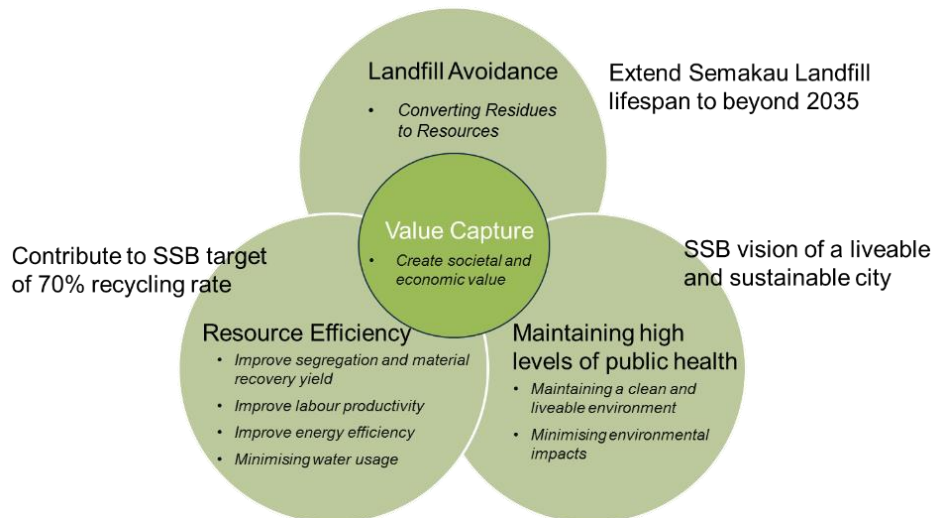 Landfill Avoidance
• Converting Residues
to Resources
Extend Semakau Landfill
lifespan to beyond 2035
Value Capture
• Create societal and
economic value
Contribute to SSB target
of 70% recycling rate
SSB vision of a liveable
and sustainable city
Resource Efficiency
• Improve segregation and material
recovery yield
• Improve labour productivity
• Improve energy efficiency
• Minimising water usage
Maintaining high
levels of public health
• Maintaining a clean and
liveable environment
• Minimising environmental
impacts